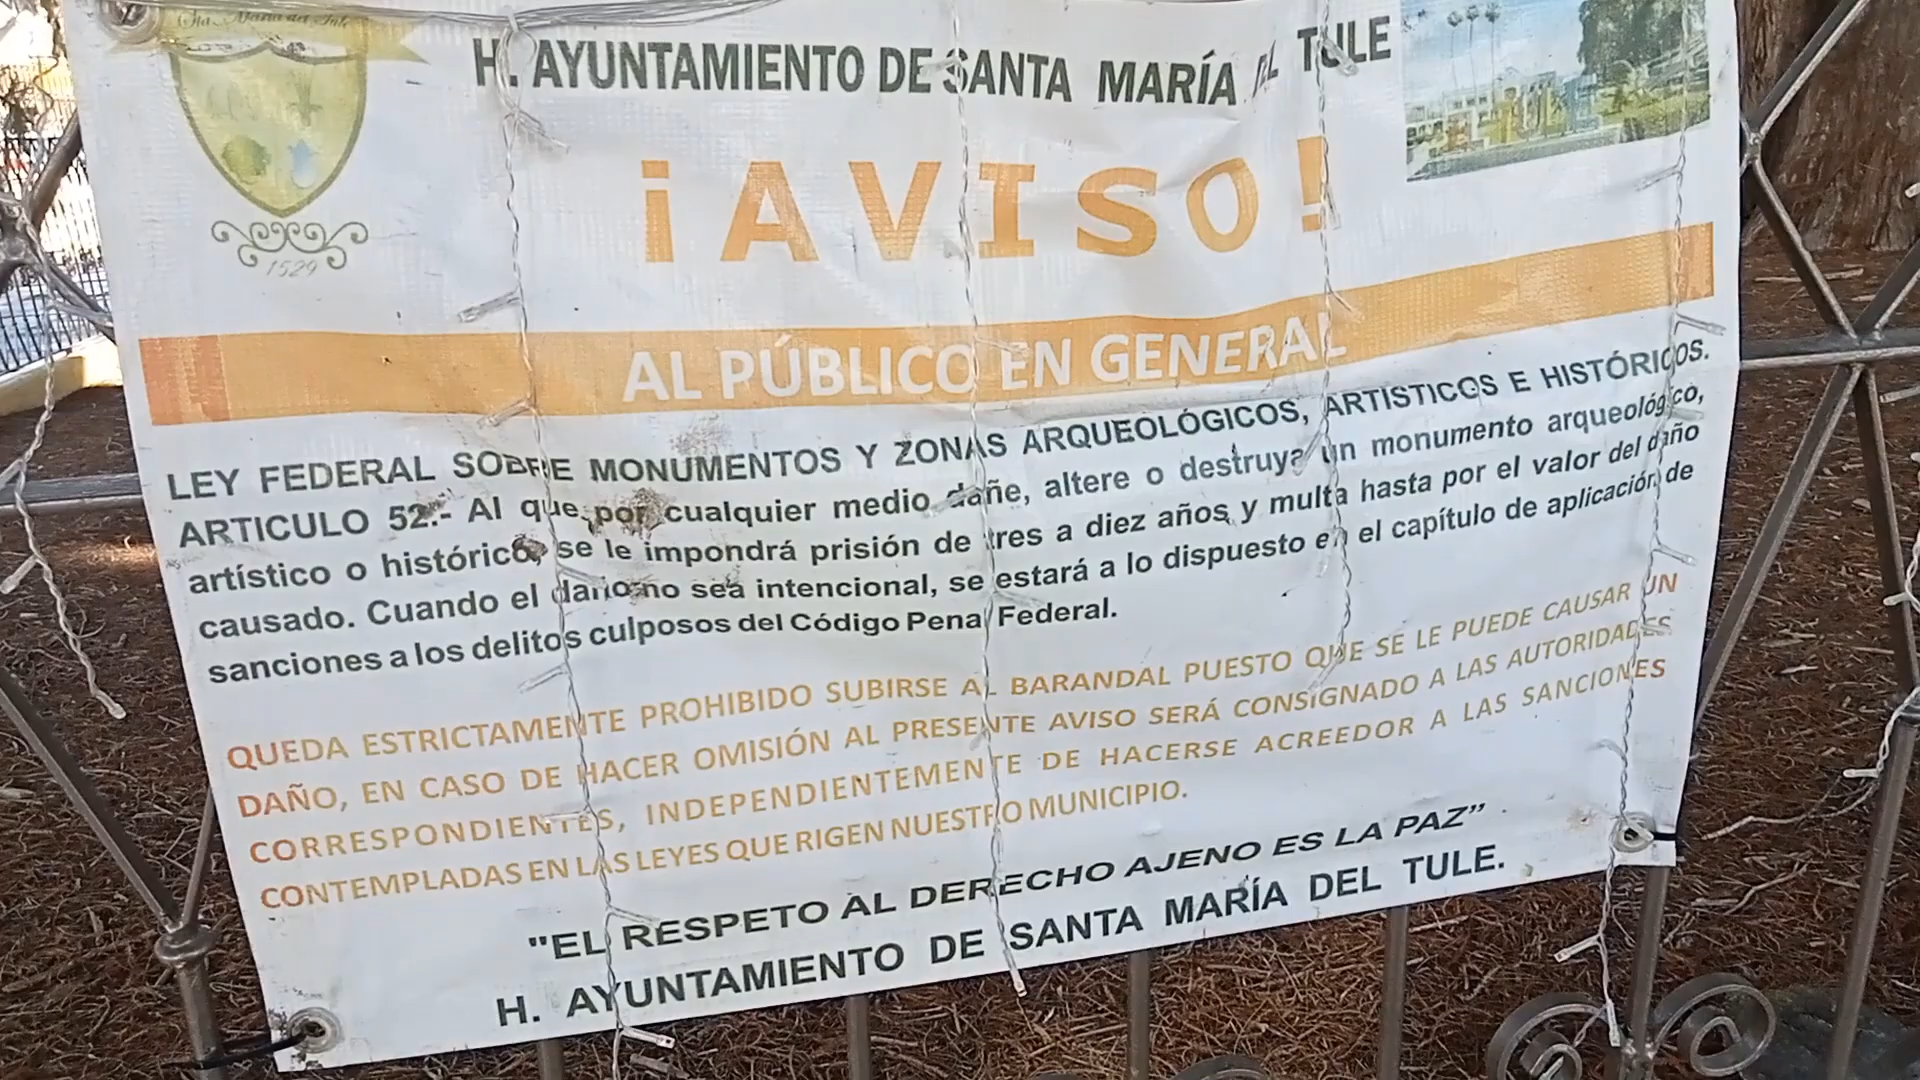 Sta. María del Tule
H. AYUNTAMIENTO DE SANTA MARÍA DEL TULE
¡AVISO!
1529
AL PÚBLICO EN GENERAL
LEY FEDERAL SOBRE MONUMENTOS Y ZONAS ARQUEOLÓGICOS, ARTISTICOS E HISTÓRICOS.
ARTICULO 52.- Al que por cualquier medio dañe, altere o destruya un monumento arqueológico,
artístico o histórico, se le impondrá prisión de tres a diez años y multa hasta por el valor del daño
causado. Cuando el daño no sea intencional, se estará a lo dispuesto en el capítulo de aplicación de
sanciones a los delitos culposos del Código Penal Federal.
QUEDA ESTRICTAMENTE PROHIBIDO SUBIRSE AL BARANDAL PUESTO QUE SE LE PUEDE CAUSAR UN
DAÑO, EN CASO DE HACER OMISIÓN AL PRESENTE AVISO SERÁ CONSIGNADO A LAS AUTORIDADES
CORRESPONDIENTES, INDEPENDIENTEMENTE DE HACERSE ACREEDOR A LAS SANCIONES
CONTEMPLADAS EN LAS LEYES QUE RIGEN NUESTRO MUNICIPIO.
"EL RESPETO AL DERECHO AJENO ES LA PAZ"
H. AYUNTAMIENTO DE SANTA MARÍA DEL TULE.